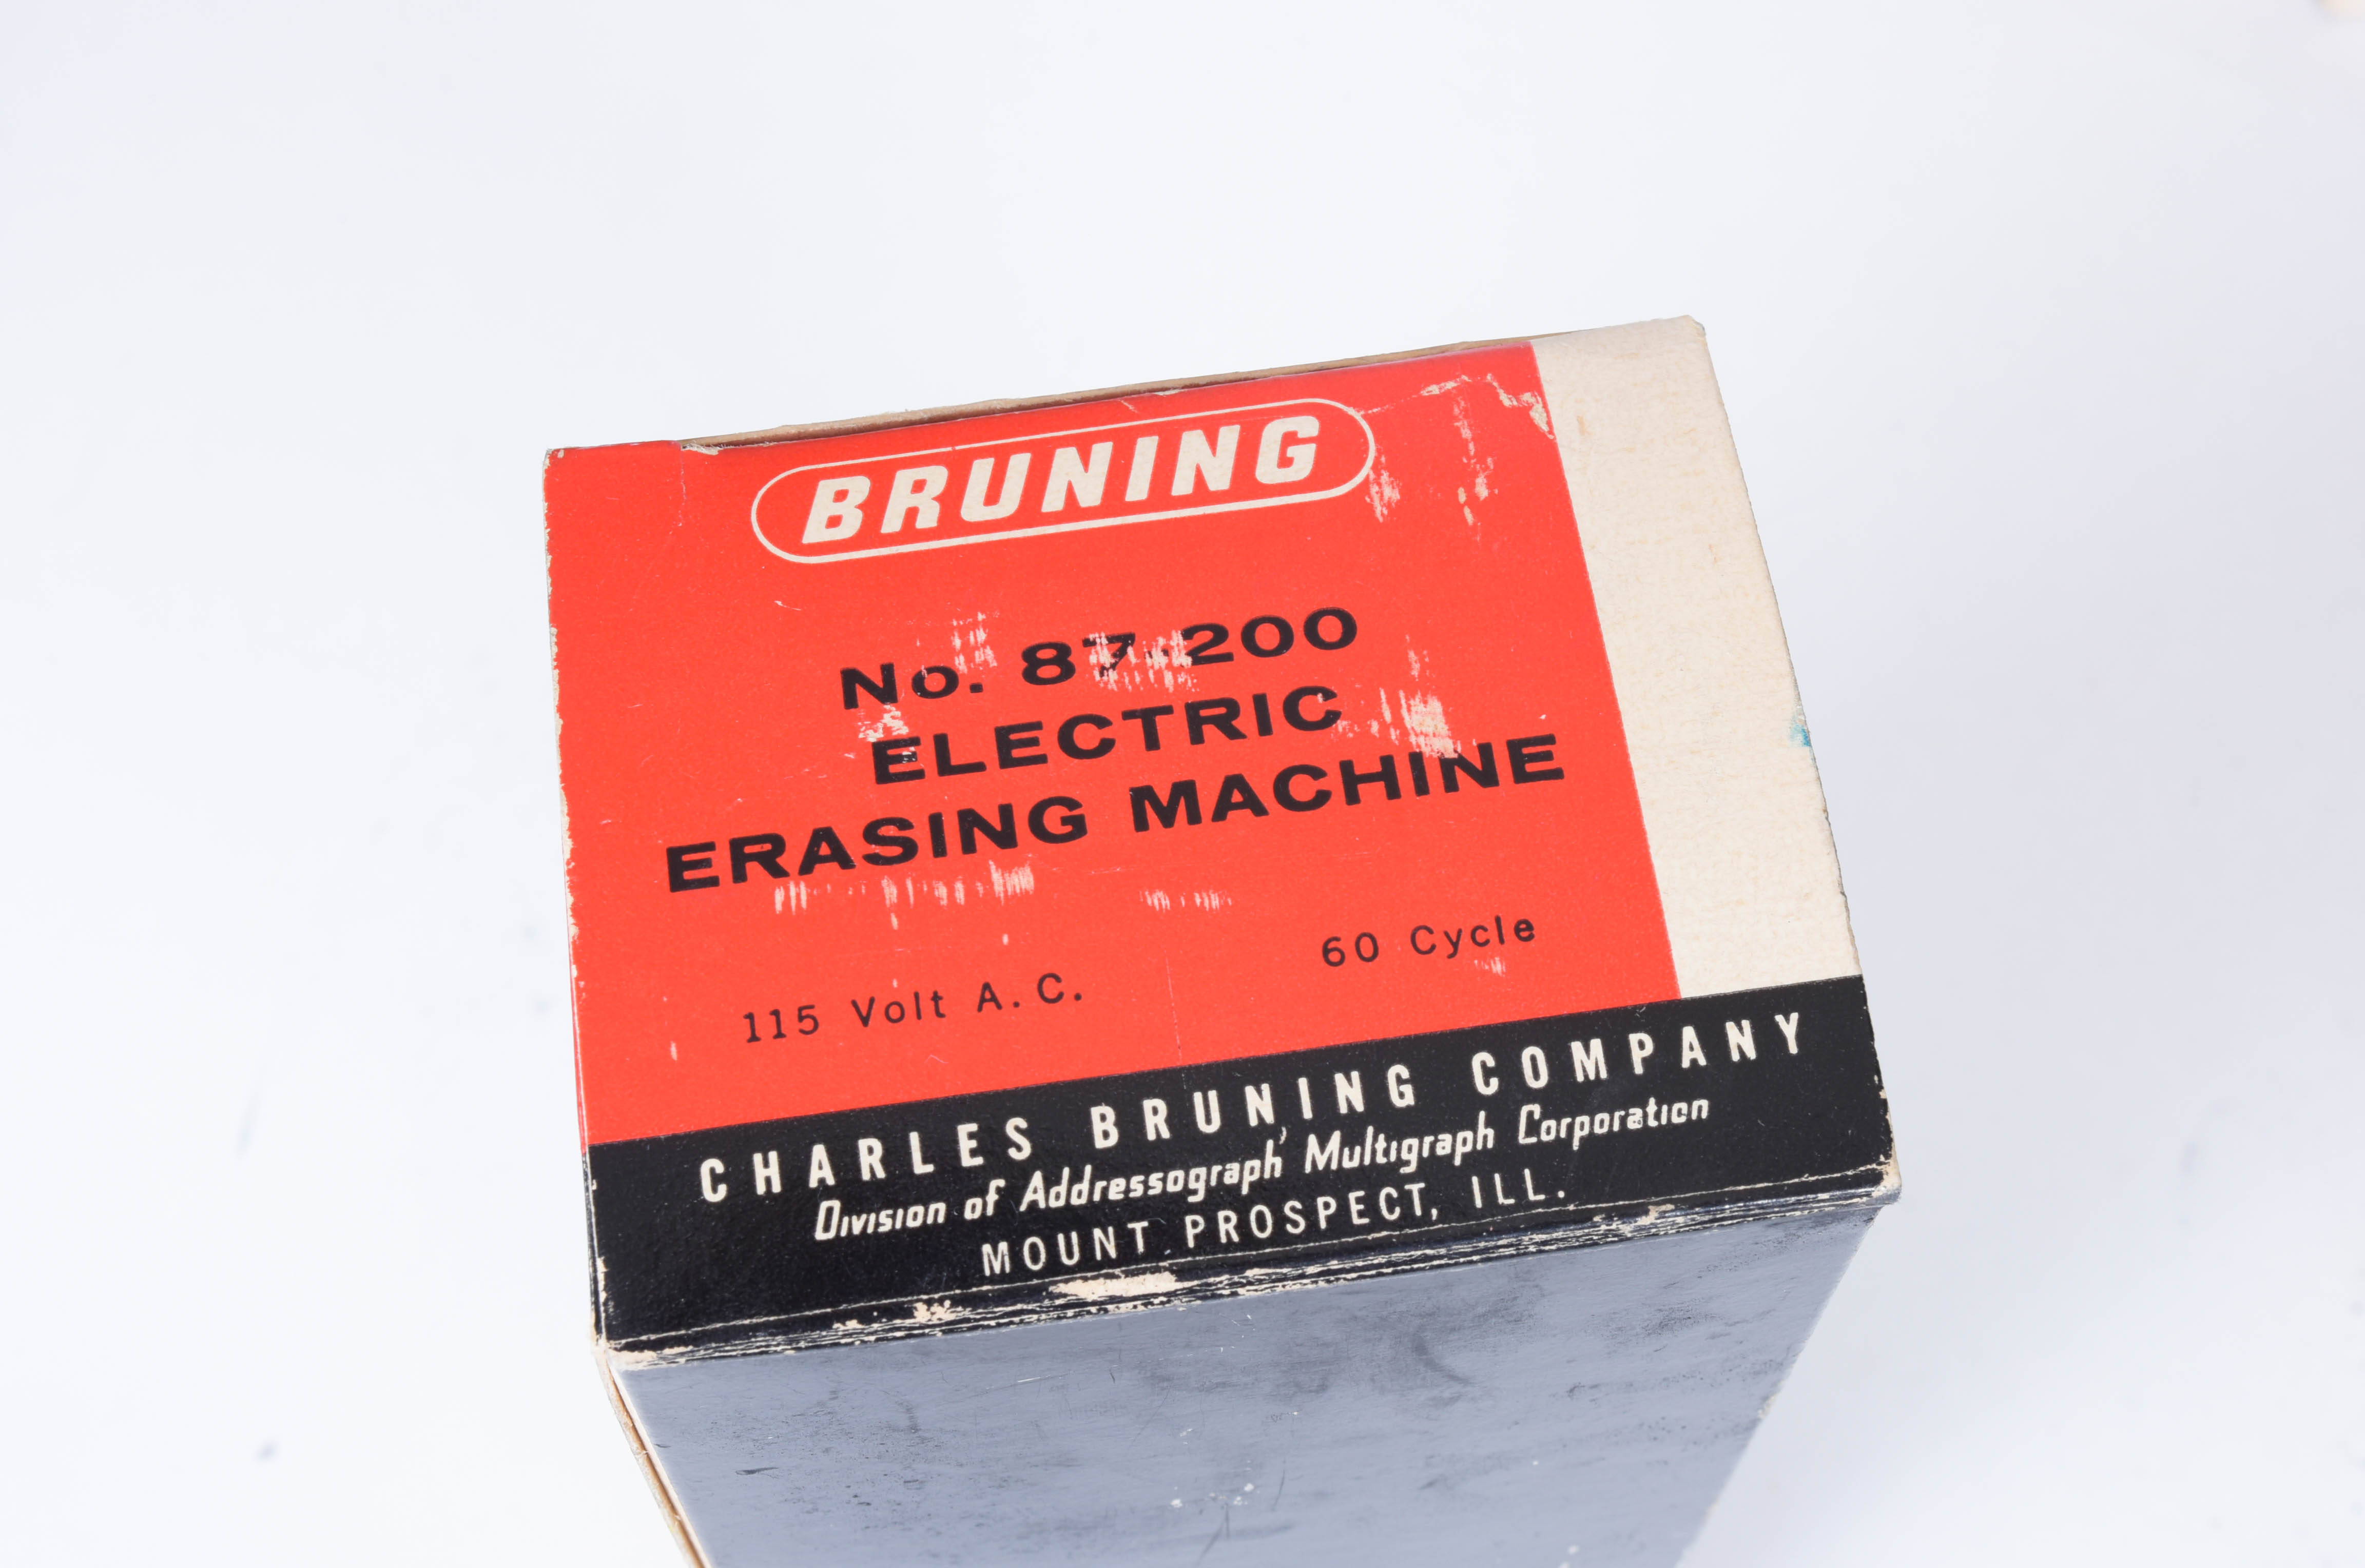 BRUNING
No. 87-200
ELECTRIC
ERASING MACHINE
115 Volt A.C. 60 Cycle
CHARLES BRUNING COMPANY
Division of Addressograph Multigraph Corporation
MOUNT PROSPECT, ILL.